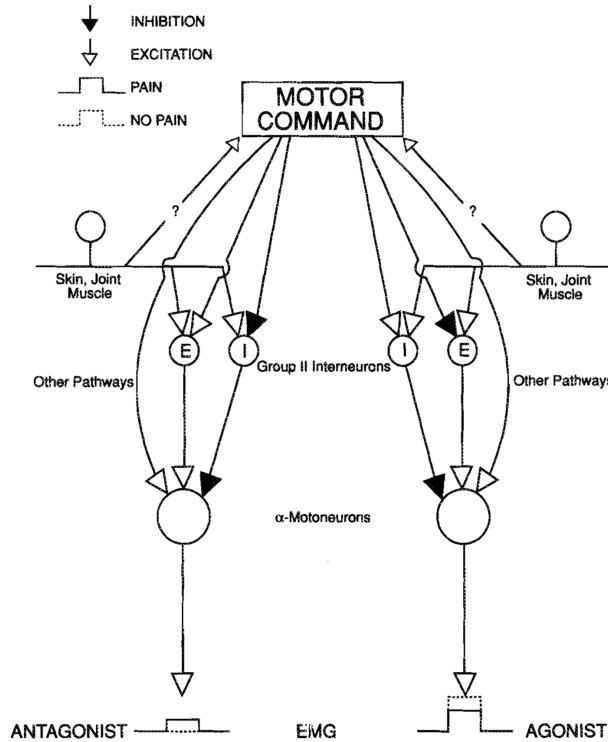 INHIBITION
EXCITATION
PAIN
NO PAIN
MOTOR
COMMAND
?
?
Skin, Joint
Muscle
Skin, Joint
Muscle
E
I
Group II Interneurons
I
E
Other Pathways
Other Pathways
α-Motoneurons
ANTAGONIST
EMG
AGONIST